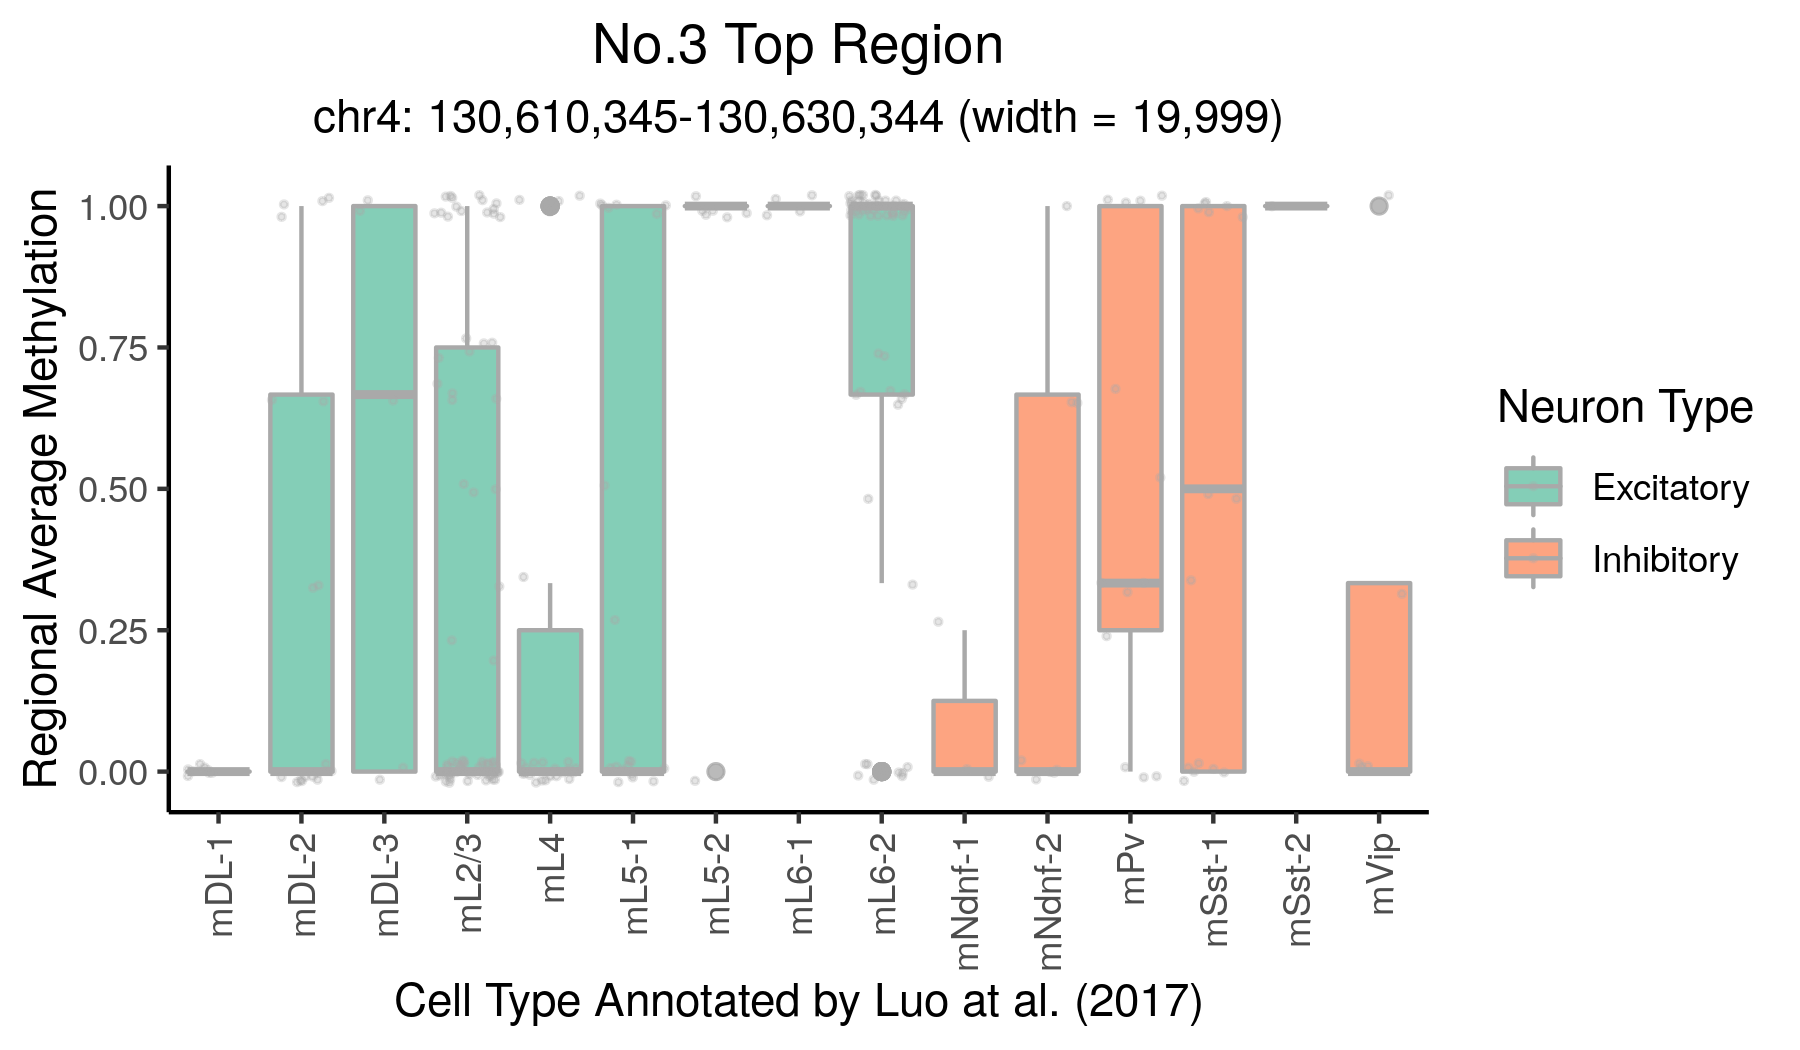 No.3 Top Region
chr4: 130,610,345-130,630,344 (width = 19,999)
Regional Average Methylation
1.00
0.75
0.50
0.25
0.00
mDL-1
mDL-2
mDL-3
mL2/3
mL4
mL5-1
mL5-2
mL6-1
mL6-2
mNdnf-1
mNdnf-2
mPv
mSst-1
mSst-2
mVip
Cell Type Annotated by Luo at al. (2017)
Neuron Type
Excitatory
Inhibitory